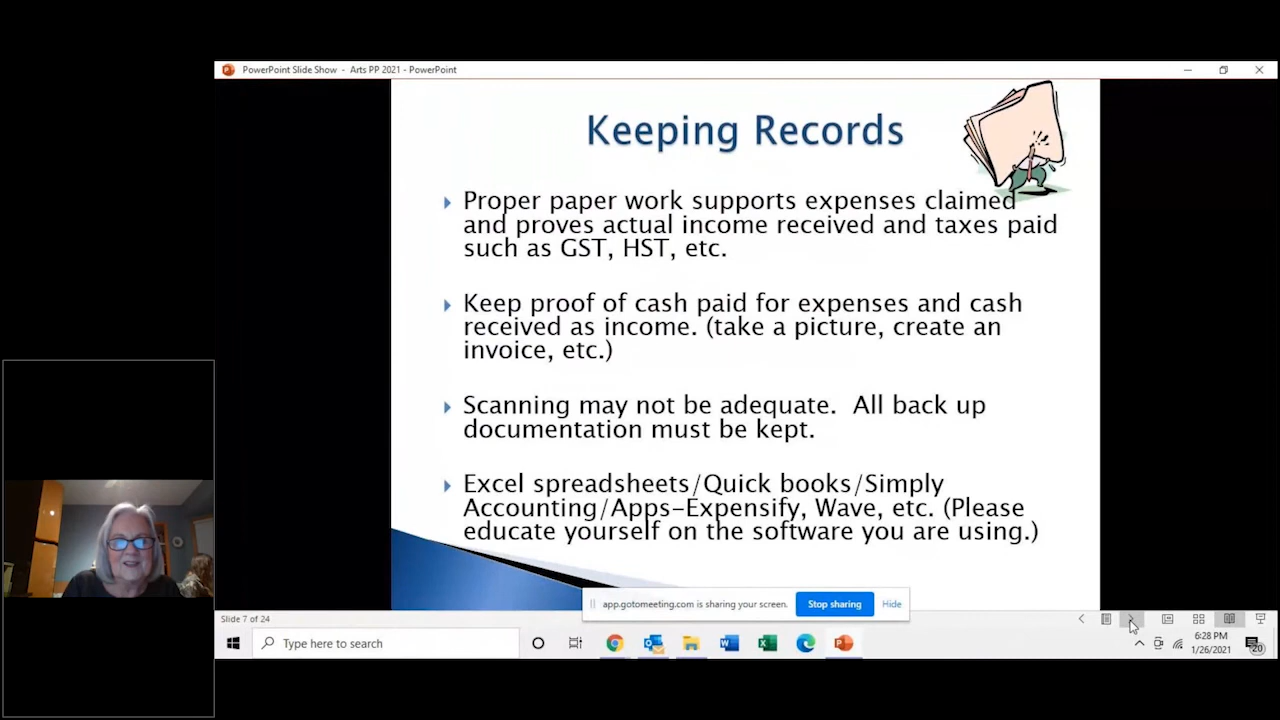 PowerPoint Slide Show - Arts PP 2021 - PowerPoint
Keeping Records
Proper paper work supports expenses claimed
and proves actual income received and taxes paid
such as GST, HST, etc.
Keep proof of cash paid for expenses and cash
received as income. (take a picture, create an
invoice, etc.)
Scanning may not be adequate.  All back up
documentation must be kept.
Excel spreadsheets/Quick books/Simply
Accounting/Apps-Expensify, Wave, etc. (Please
educate yourself on the software you are using.)
app.gotomeeting.com is sharing your screen.
Stop sharing
Hide
Slide 7 of 24
Type here to search
6:28 PM
1/26/2021
20